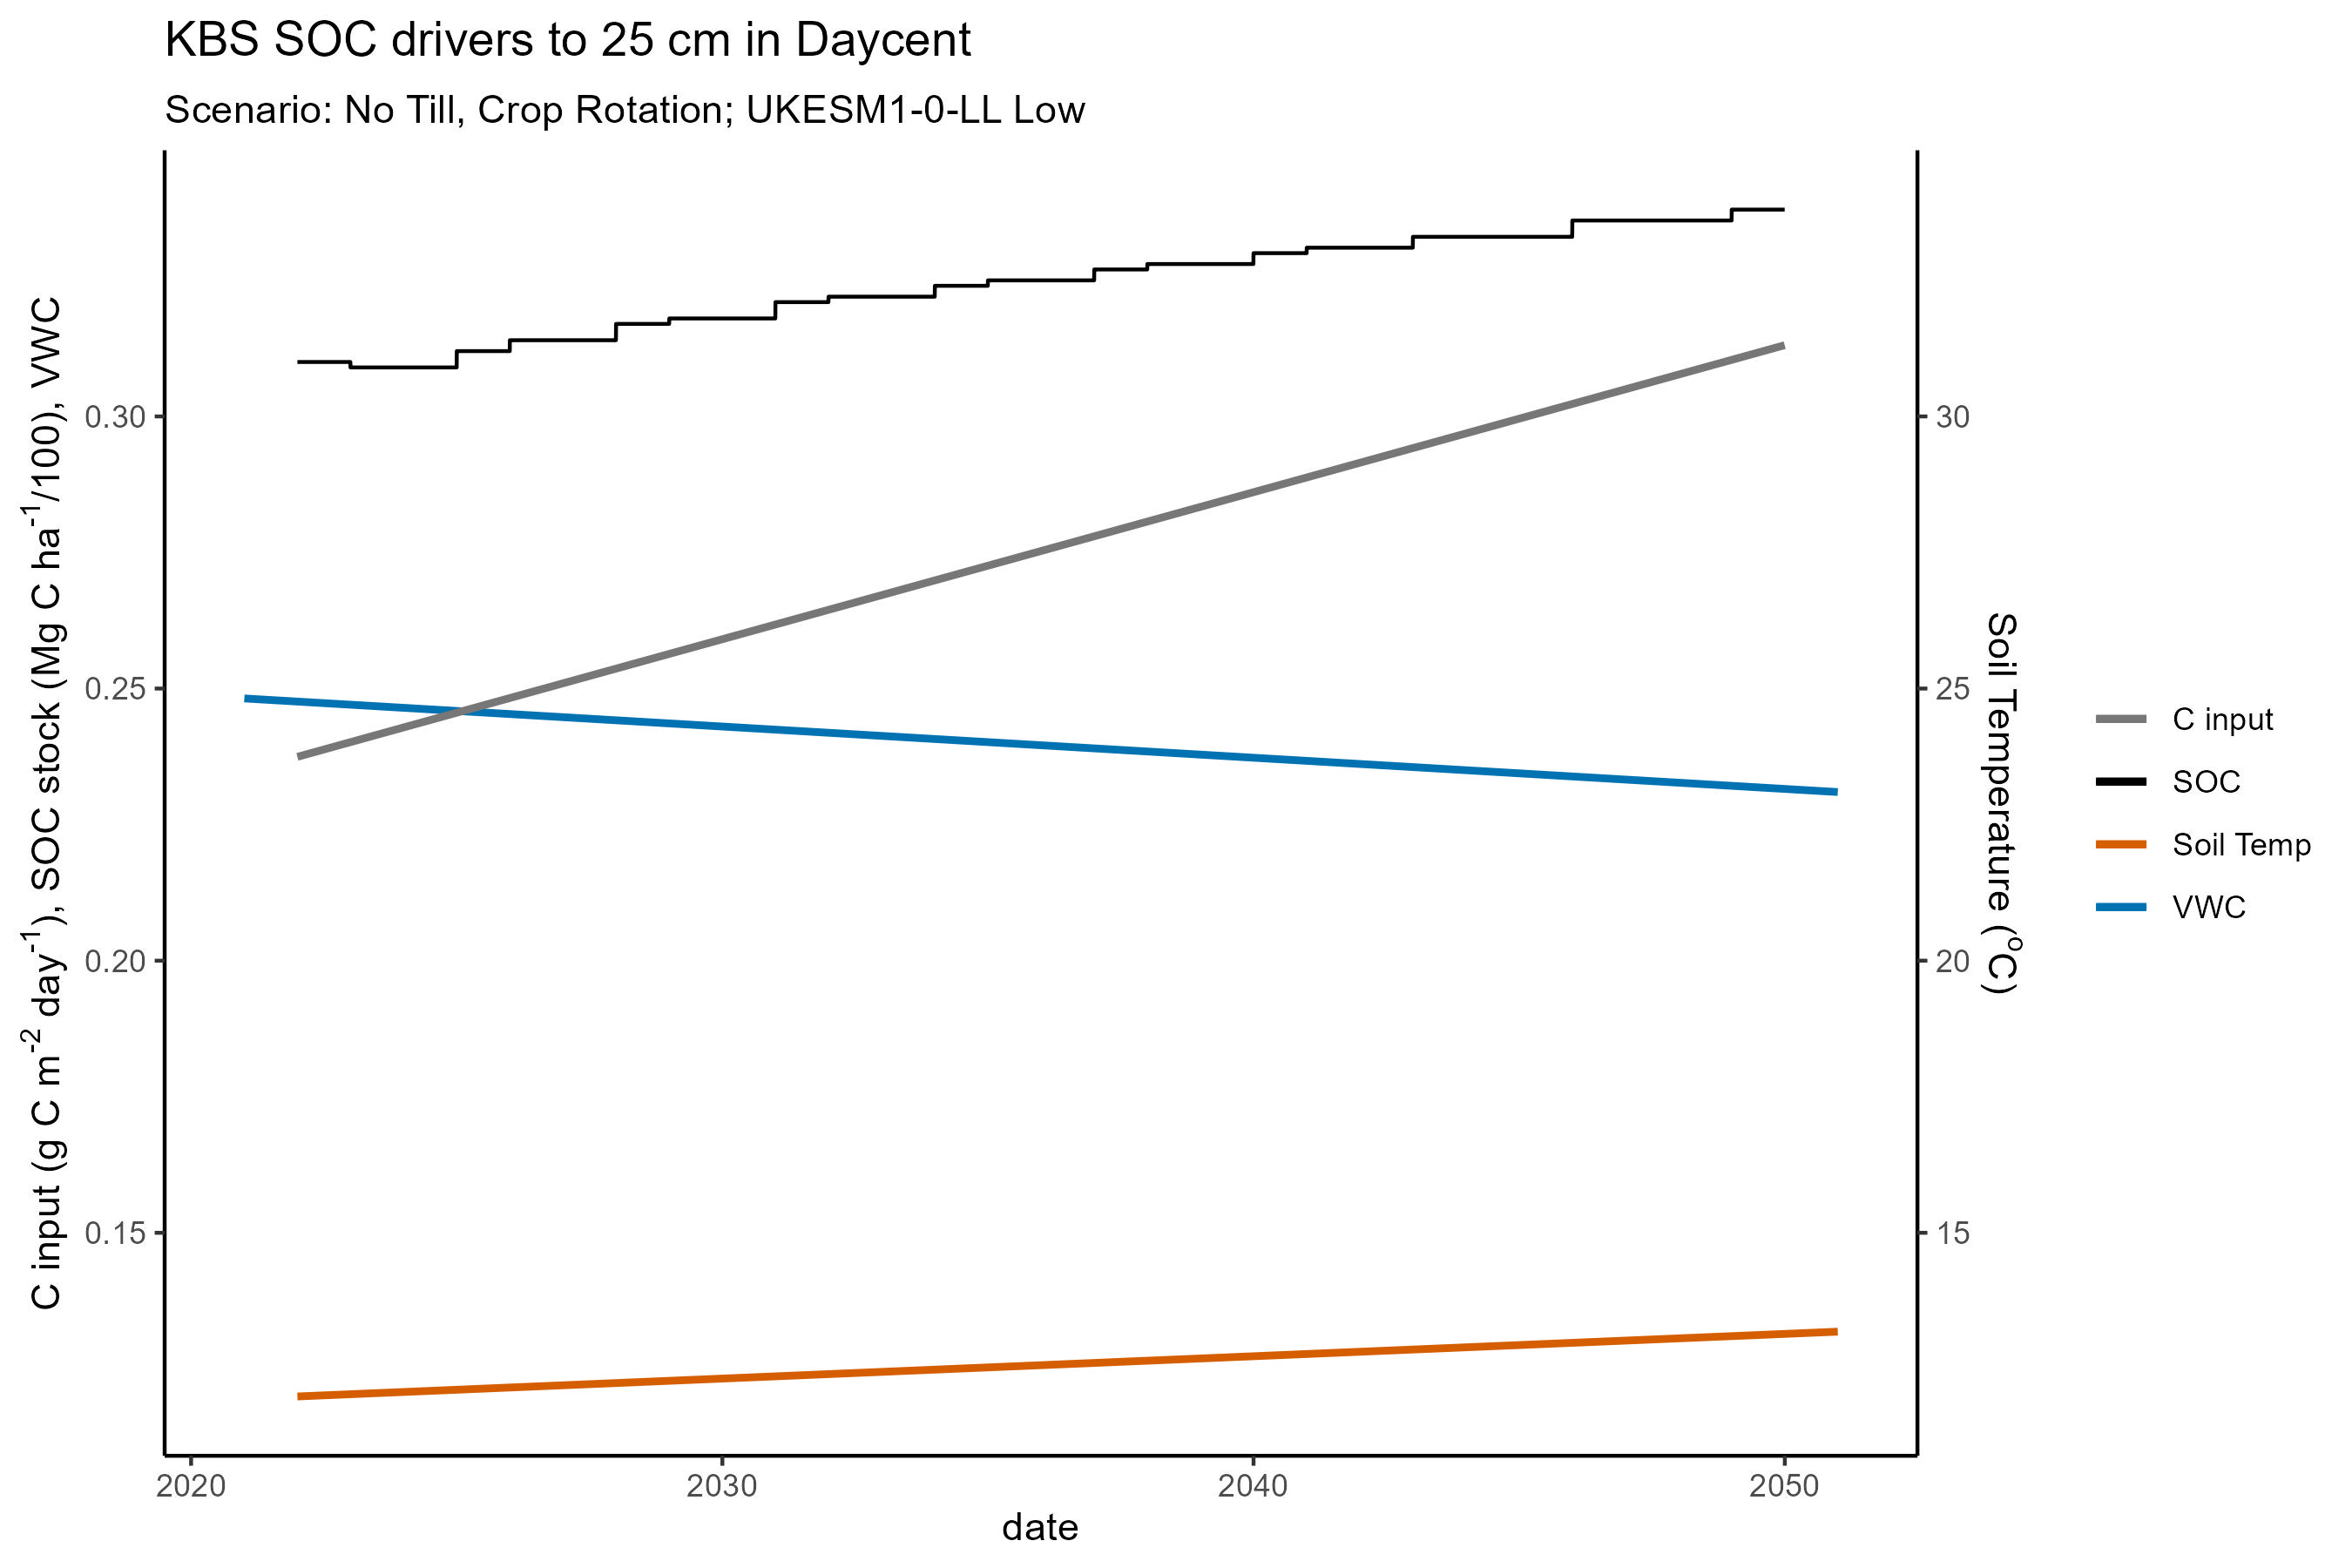 KBS SOC drivers to 25 cm in Daycent
Scenario: No Till, Crop Rotation; UKESM1-0-LL Low
C input (g C m⁻² day⁻¹), SOC stock (Mg C ha⁻¹/100), VWC
0.30
0.25
0.20
0.15
30
25
20
15
Soil Temperature (ºC)
C input
SOC
Soil Temp
VWC
2020
2030
2040
2050
date